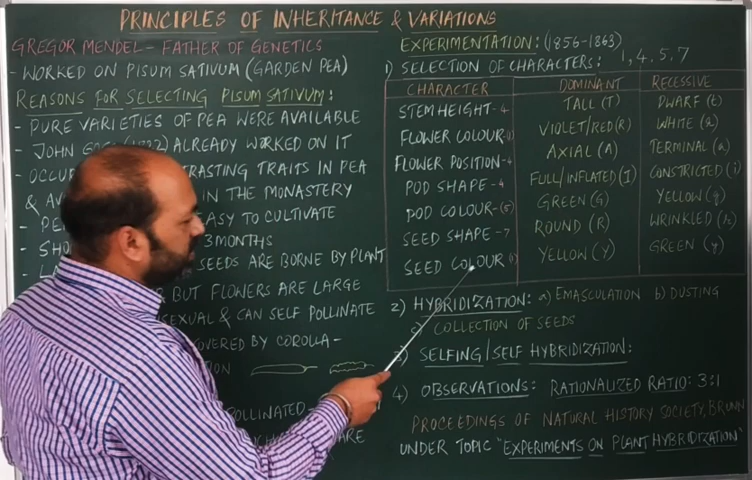 PRINCIPLES OF INHERITANCE & VARIATIONS
GREGOR MENDEL - FATHER OF GENETICS
- WORKED ON PISUM SATIVUM (GARDEN PEA)
REASONS FOR SELECTING PISUM SATIVUM:
- PURE VARIETIES OF PEA WERE AVAILABLE
- JOHN ALREADY WORKED ON IT
TRASTING TRAITS IN PEA
IN THE MONASTERY
ASY TO CULTIVATE
3 MONTHS
SEEDS ARE BORNE BY PLANT
BUT FLOWERS ARE LARGE
SEXUAL & CAN SELF POLLINATE
OVERED BY COROLLA -
POLLINATED
ARE
EXPERIMENTATION: (1856-1863)
1) SELECTION OF CHARACTERS: 1, 4, 5, 7
CHARACTER DOMINANT RECESSIVE
STEM HEIGHT - 4 TALL (T) DWARF (t)
FLOWER COLOUR - (1) VIOLET/RED (R) WHITE (r)
FLOWER POSITION - 4 AXIAL (A) TERMINAL (a)
POD SHAPE - 4 FULL/INFLATED (I) CONSTRICTED (i)
POD COLOUR - (5) GREEN (G) YELLOW (g)
SEED SHAPE - 7 ROUND (R) WRINKLED (r)
SEED COLOUR (1) YELLOW (Y) GREEN (y)
2) HYBRIDIZATION: a) EMASCULATION b) DUSTING
c) COLLECTION OF SEEDS
3) SELFING/SELF HYBRIDIZATION:
4) OBSERVATIONS: RATIONALIZED RATIO: 3:1
PROCEEDINGS OF NATURAL HISTORY SOCIETY, BRUNN
UNDER TOPIC "EXPERIMENTS ON PLANT HYBRIDIZATION"